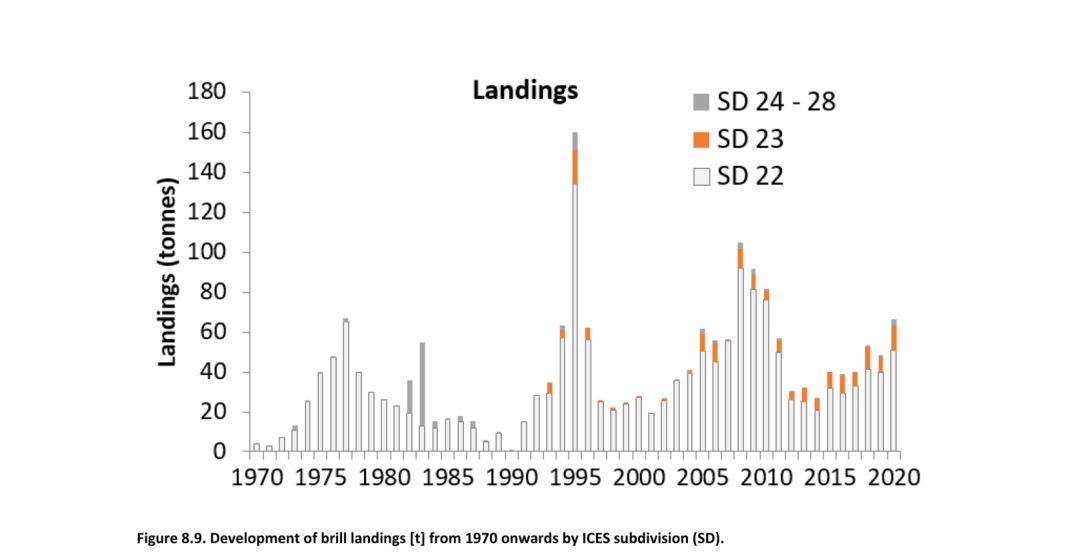 Landings
180
160
140
120
100
80
60
40
20
0
Landings (tonnes)
SD 24 - 28
SD 23
SD 22
1970 1975 1980 1985 1990 1995 2000 2005 2010 2015 2020
Figure 8.9. Development of brill landings [t] from 1970 onwards by ICES subdivision (SD).